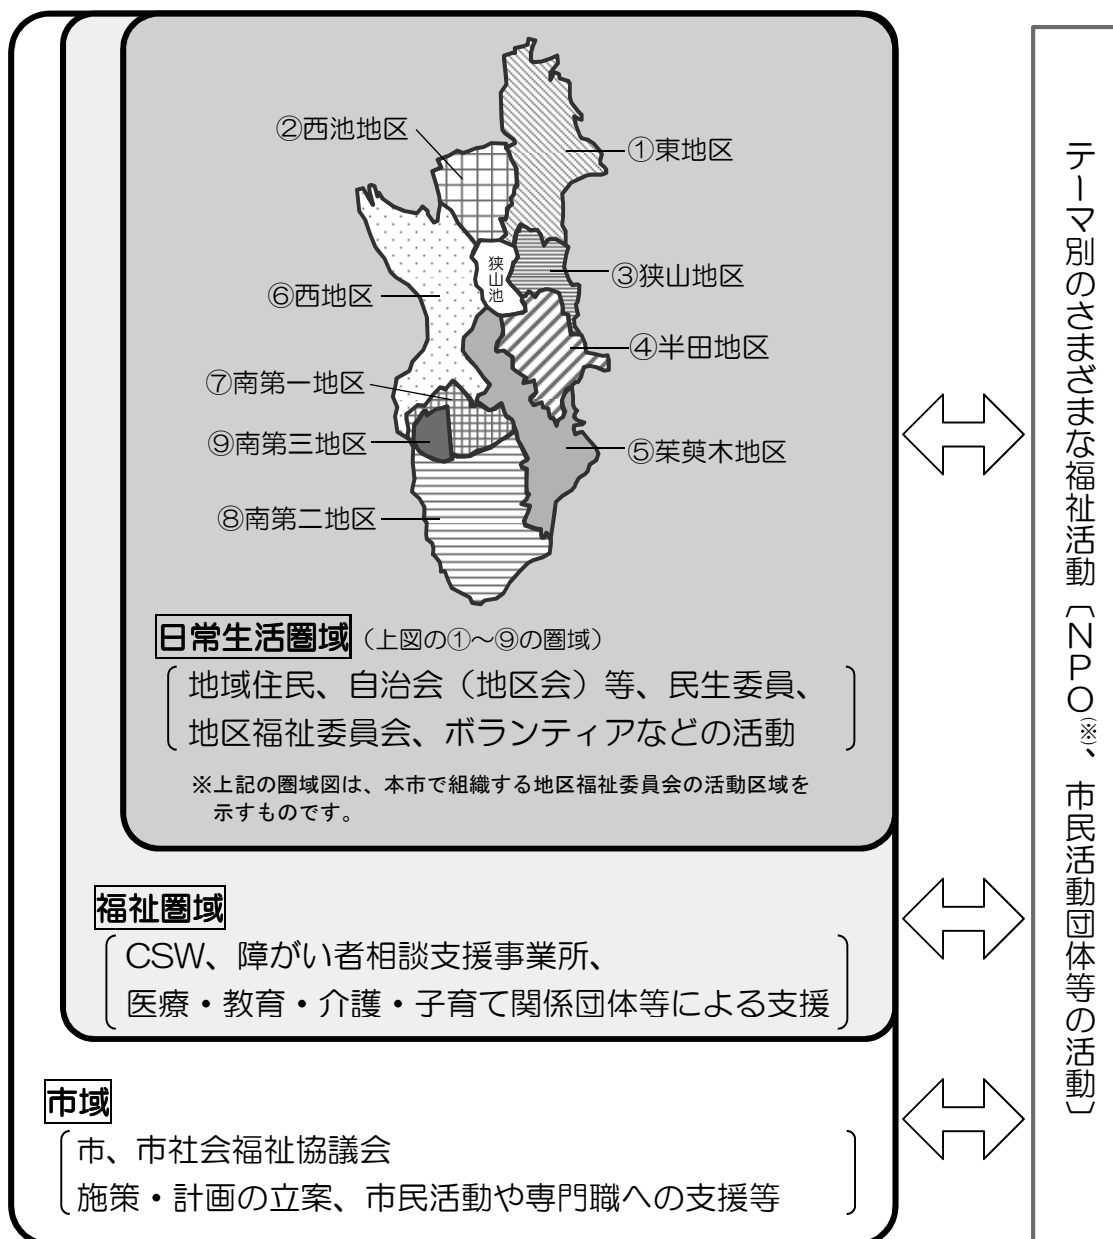 ②西池地区
①東地区
狭山池
③狭山地区
⑥西地区
④半田地区
⑦南第一地区
⑨南第三地区
⑤茱萸木地区
⑧南第二地区
日常生活圏域（上図の①～⑨の圏域）
地域住民、自治会（地区会）等、民生委員、
地区福祉委員会、ボランティアなどの活動
※上記の圏域図は、本市で組織する地区福祉委員会の活動区域を
示すものです。
福祉圏域
CSW、障がい者相談支援事業所、
医療・教育・介護・子育て関係団体等による支援
市域
市、市社会福祉協議会
施策・計画の立案、市民活動や専門職への支援等
テーマ別のさまざまな福祉活動〔ＮＰＯ(※)、市民活動団体等の活動〕